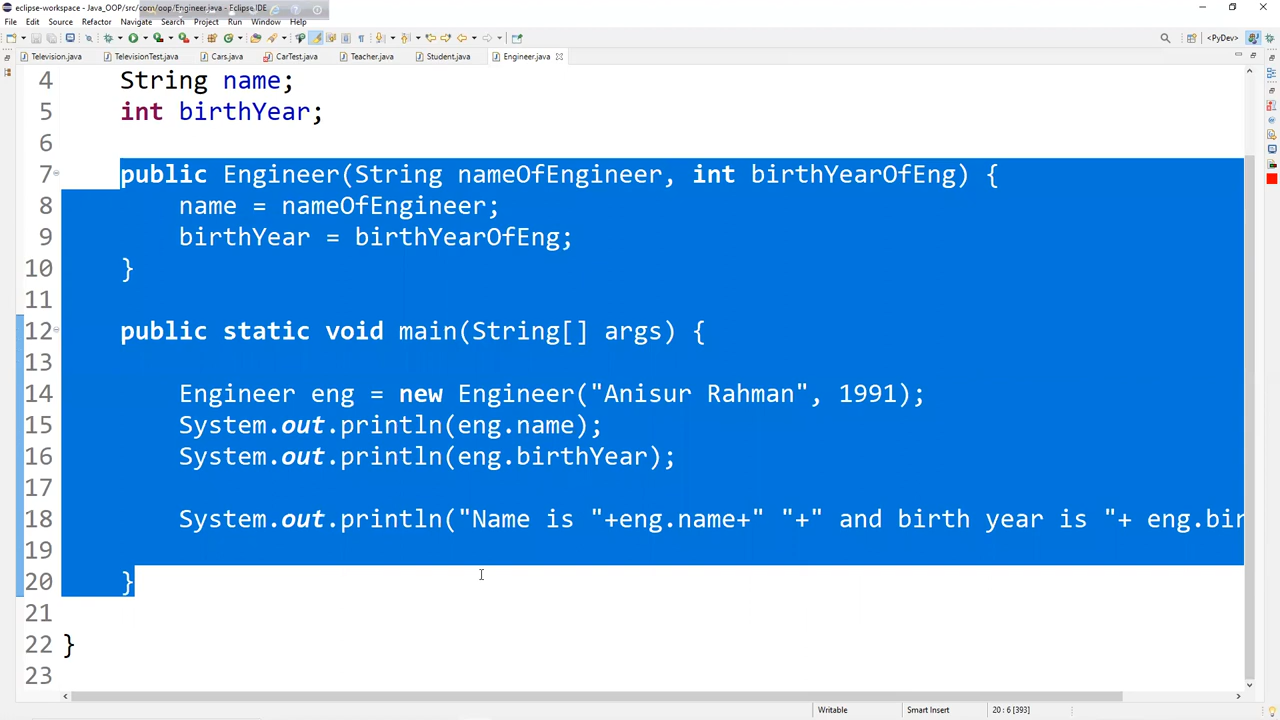 eclipse-workspace - Java_OOP/src/com/oop/Engineer.java - Eclipse IDE
File Edit Source Refactor Navigate Search Project Run Window Help
<PyDev>
Television.java TelevisionTest.java Cars.java CarTest.java Teacher.java Student.java Engineer.java
4 String name;
5 int birthYear;
6
7 public Engineer(String nameOfEngineer, int birthYearOfEng) {
8 name = nameOfEngineer;
9 birthYear = birthYearOfEng;
10 }
11
12 public static void main(String[] args) {
13
14 Engineer eng = new Engineer("Anisur Rahman", 1991);
15 System.out.println(eng.name);
16 System.out.println(eng.birthYear);
17
18 System.out.println("Name is "+eng.name+" "+" and birth year is "+ eng.bir
19
20 }
21
22 }
23
Writable Smart Insert 20 : 6 [393]